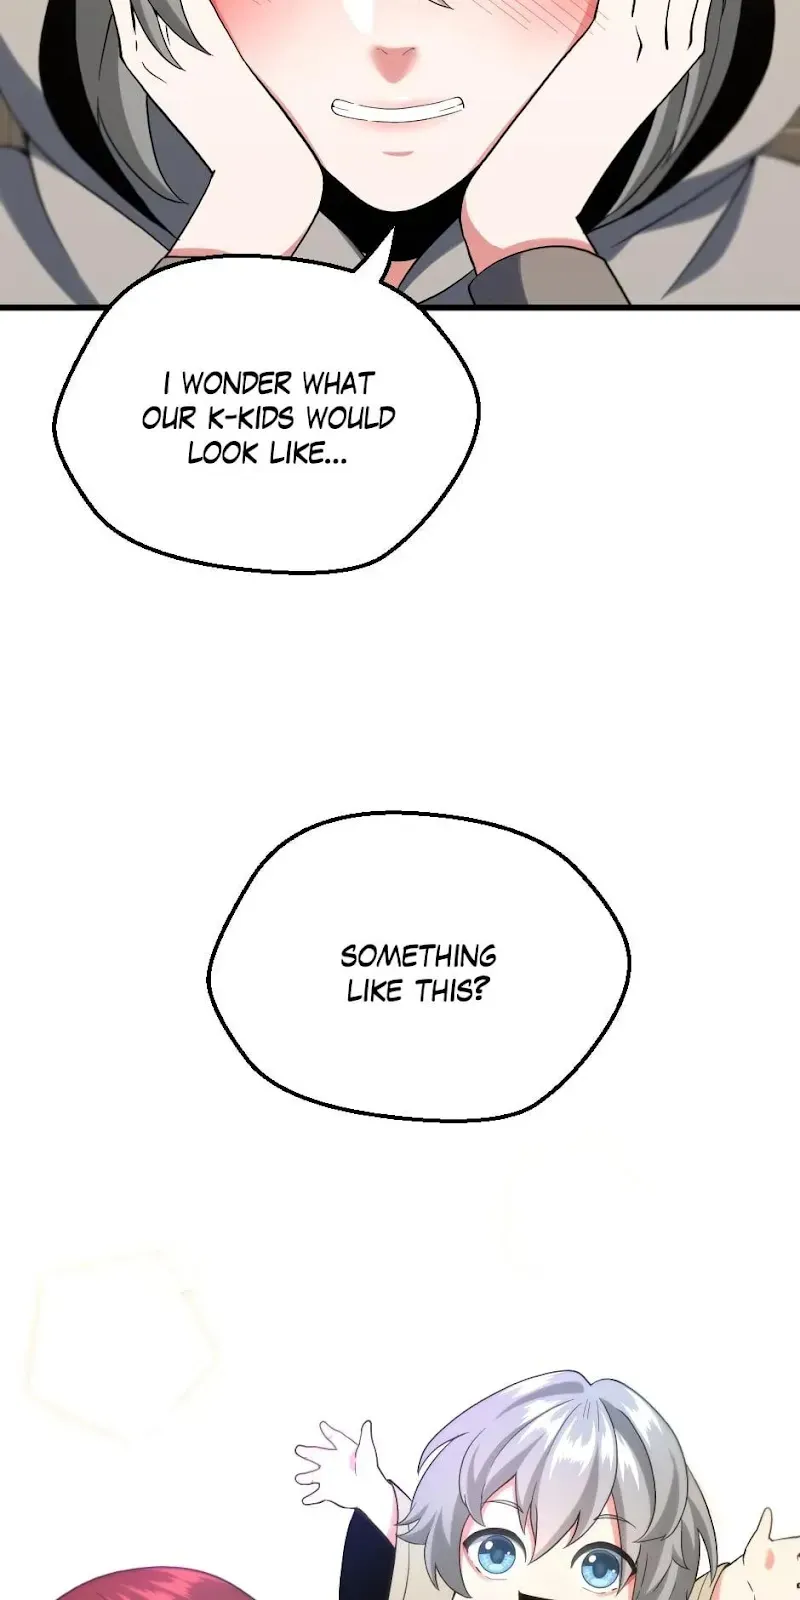 I WONDER WHAT
OUR K-KIDS WOULD
LOOK LIKE...
SOMETHING
LIKE THIS?